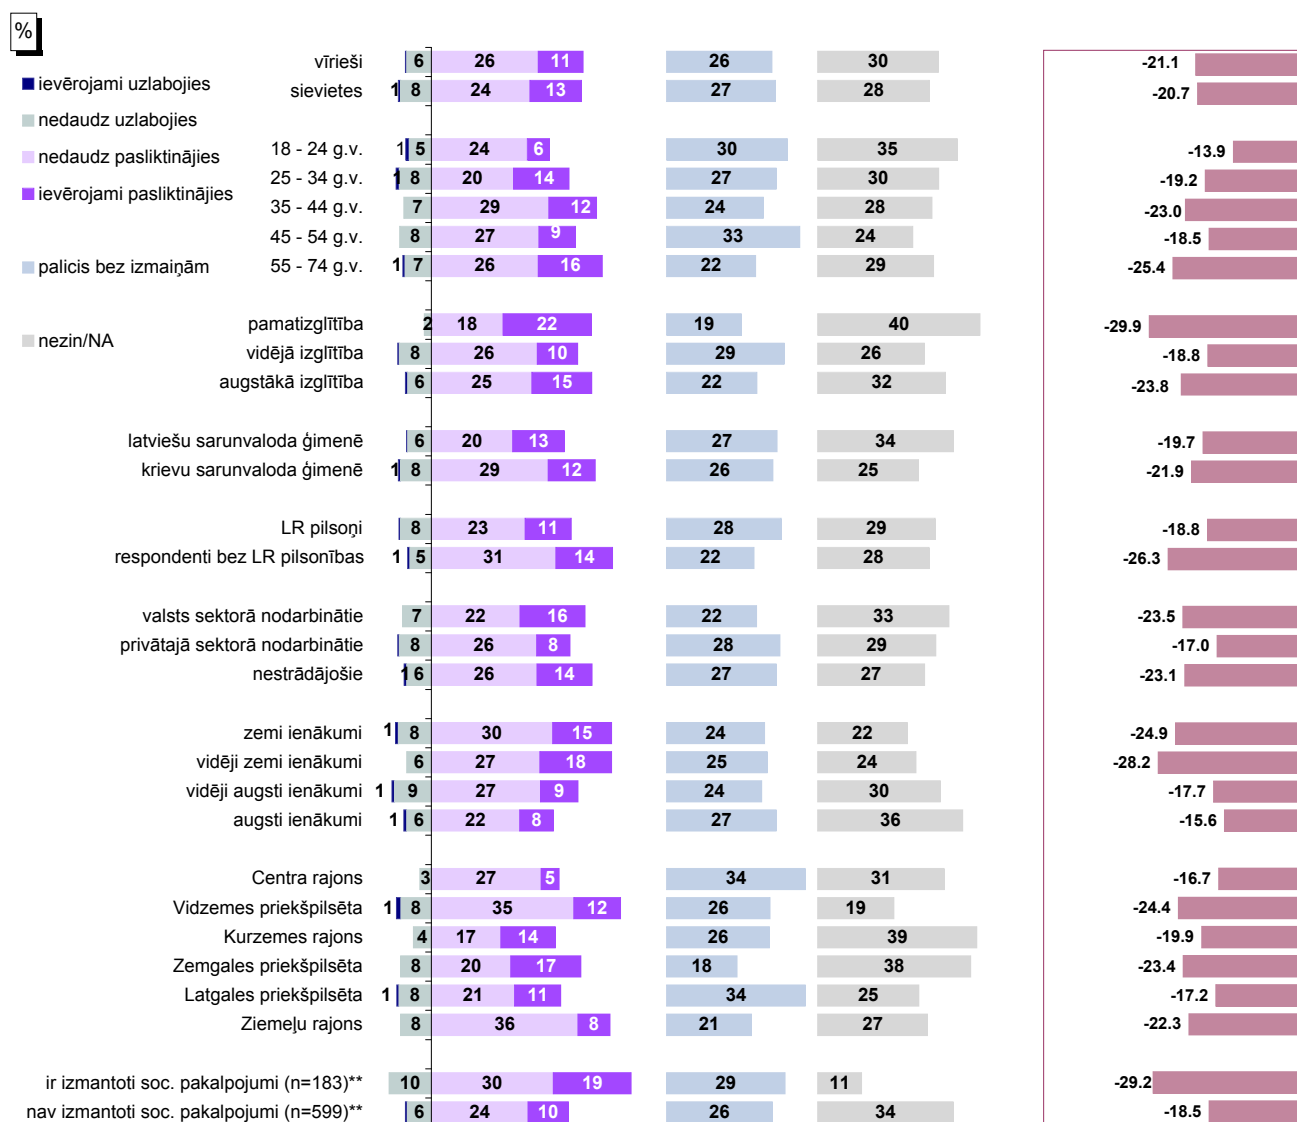 %
ievērojami uzlabojies
nedaudz uzlabojies
nedaudz pasliktinājies
ievērojami pasliktinājies
palicis bez izmaiņām
nezin/NA
vīrieši 6 26 11 26 30 -21.1
sievietes 1 8 24 13 27 28 -20.7
18 - 24 g.v. 1 5 24 6 30 35 -13.9
25 - 34 g.v. 1 8 20 14 27 30 -19.2
35 - 44 g.v. 7 29 12 24 28 -23.0
45 - 54 g.v. 8 27 9 33 24 -18.5
55 - 74 g.v. 1 7 26 16 22 29 -25.4
pamatizglītība 2 18 22 19 40 -29.9
vidējā izglītība 8 26 10 29 26 -18.8
augstākā izglītība 6 25 15 22 32 -23.8
latviešu sarunvaloda ģimenē 6 20 13 27 34 -19.7
krievu sarunvaloda ģimenē 1 8 29 12 26 25 -21.9
LR pilsoņi 8 23 11 28 29 -18.8
respondenti bez LR pilsonības 1 5 31 14 22 28 -26.3
valsts sektorā nodarbinātie 7 22 16 22 33 -23.5
privātajā sektorā nodarbinātie 8 26 8 28 29 -17.0
nestrādājošie 1 6 26 14 27 27 -23.1
zemi ienākumi 1 8 30 15 24 22 -24.9
vidēji zemi ienākumi 6 27 18 25 24 -28.2
vidēji augsti ienākumi 1 9 27 9 24 30 -17.7
augsti ienākumi 1 6 22 8 27 36 -15.6
Centra rajons 3 27 5 34 31 -16.7
Vidzemes priekšpilsēta 1 8 35 12 26 19 -24.4
Kurzemes rajons 4 17 14 26 39 -19.9
Zemgales priekšpilsēta 8 20 17 18 38 -23.4
Latgales priekšpilsēta 1 8 21 11 34 25 -17.2
Ziemeļu rajons 8 36 8 21 27 -22.3
ir izmantoti soc. pakalpojumi (n=183)** 10 30 19 29 11 -29.2
nav izmantoti soc. pakalpojumi (n=599)** 6 24 10 26 34 -18.5